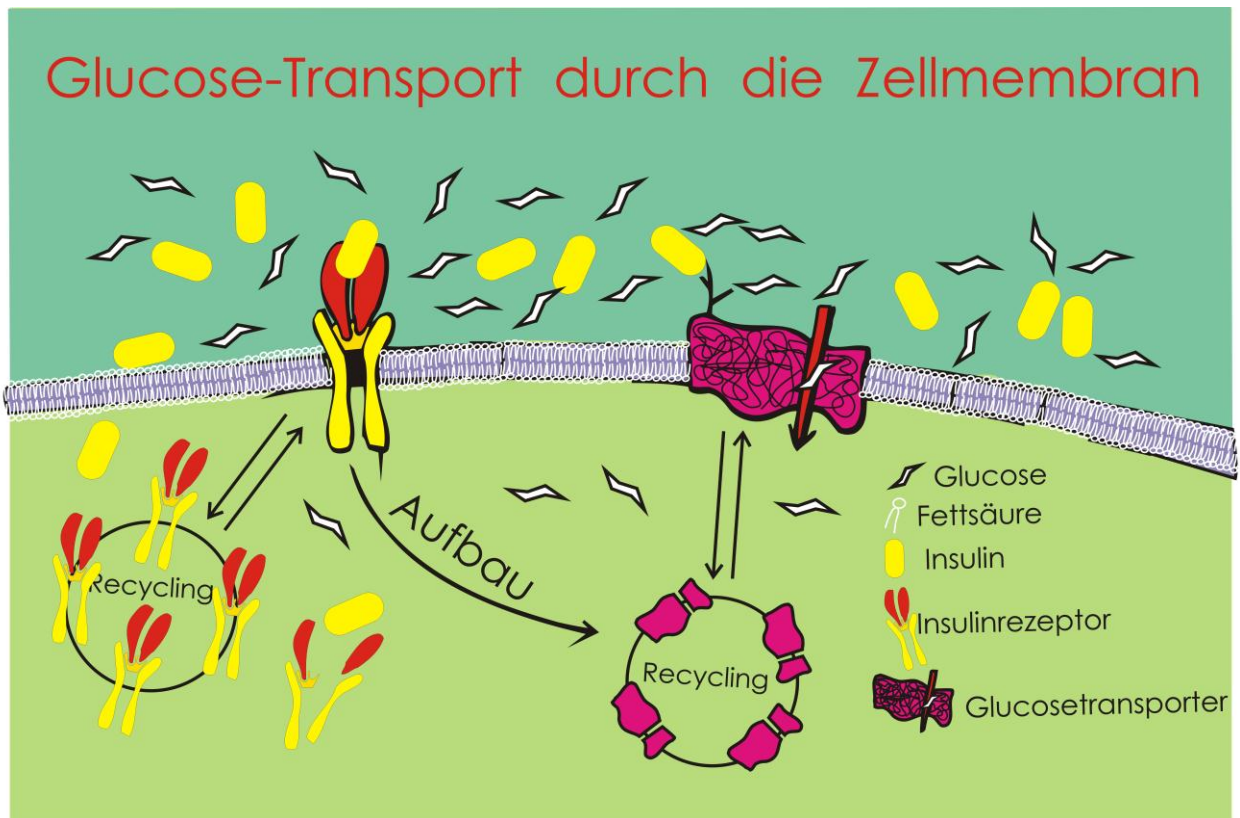 Glucose-Transport durch die Zellmembran
Aufbau
Recycling
Recycling
Glucose
Fettsäure
Insulin
Insulinrezeptor
Glucosetransporter